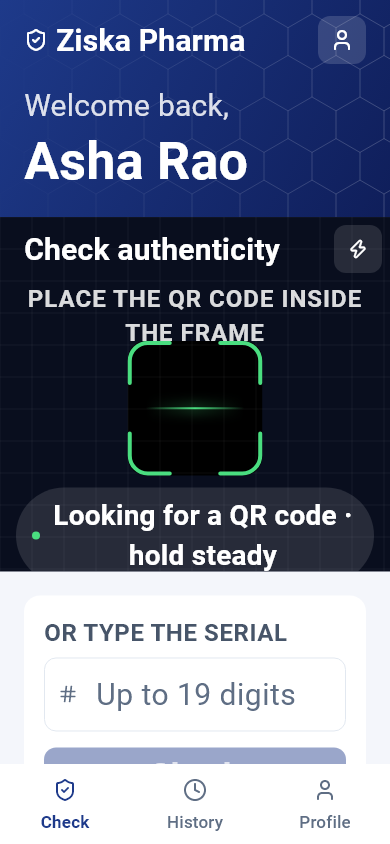 Ziska Pharma
Welcome back,
Asha Rao
Check authenticity
PLACE THE QR CODE INSIDE
THE FRAME
Looking for a QR code ·
hold steady
OR TYPE THE SERIAL
# Up to 19 digits
Check
History
Profile